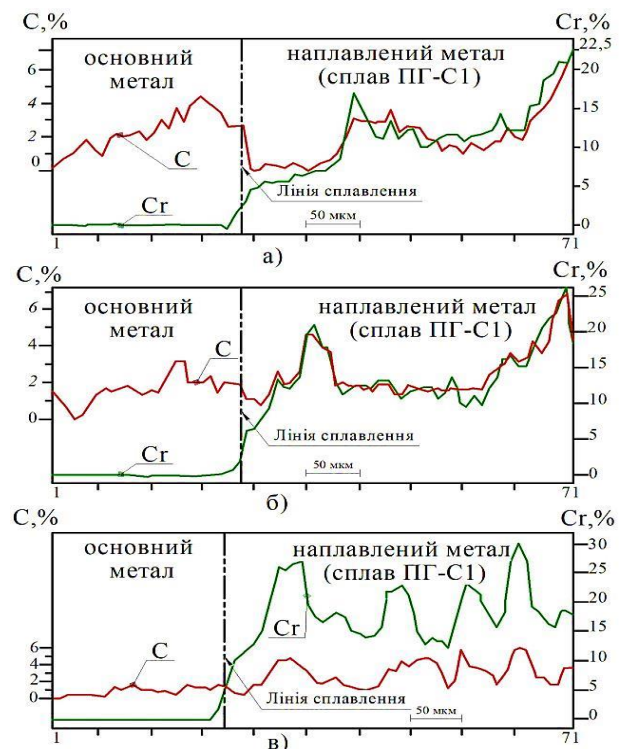 С,%
Cr,%
6
4
2
0
22,5
20
15
10
5
0
основний
метал
наплавлений метал
(сплав ПГ-С1)
С
Cr
Лінія сплавлення
50 мкм
1
71
а)
С,%
Cr,%
6
4
2
0
25
20
15
10
5
0
основний
метал
наплавлений метал
(сплав ПГ-С1)
С
Cr
Лінія сплавлення
50 мкм
1
71
б)
С,%
Cr,%
6
4
2
0
30
25
20
15
10
5
0
основний
метал
наплавлений метал
(сплав ПГ-С1)
С
Cr
Лінія сплавлення
50 мкм
1
71
в)